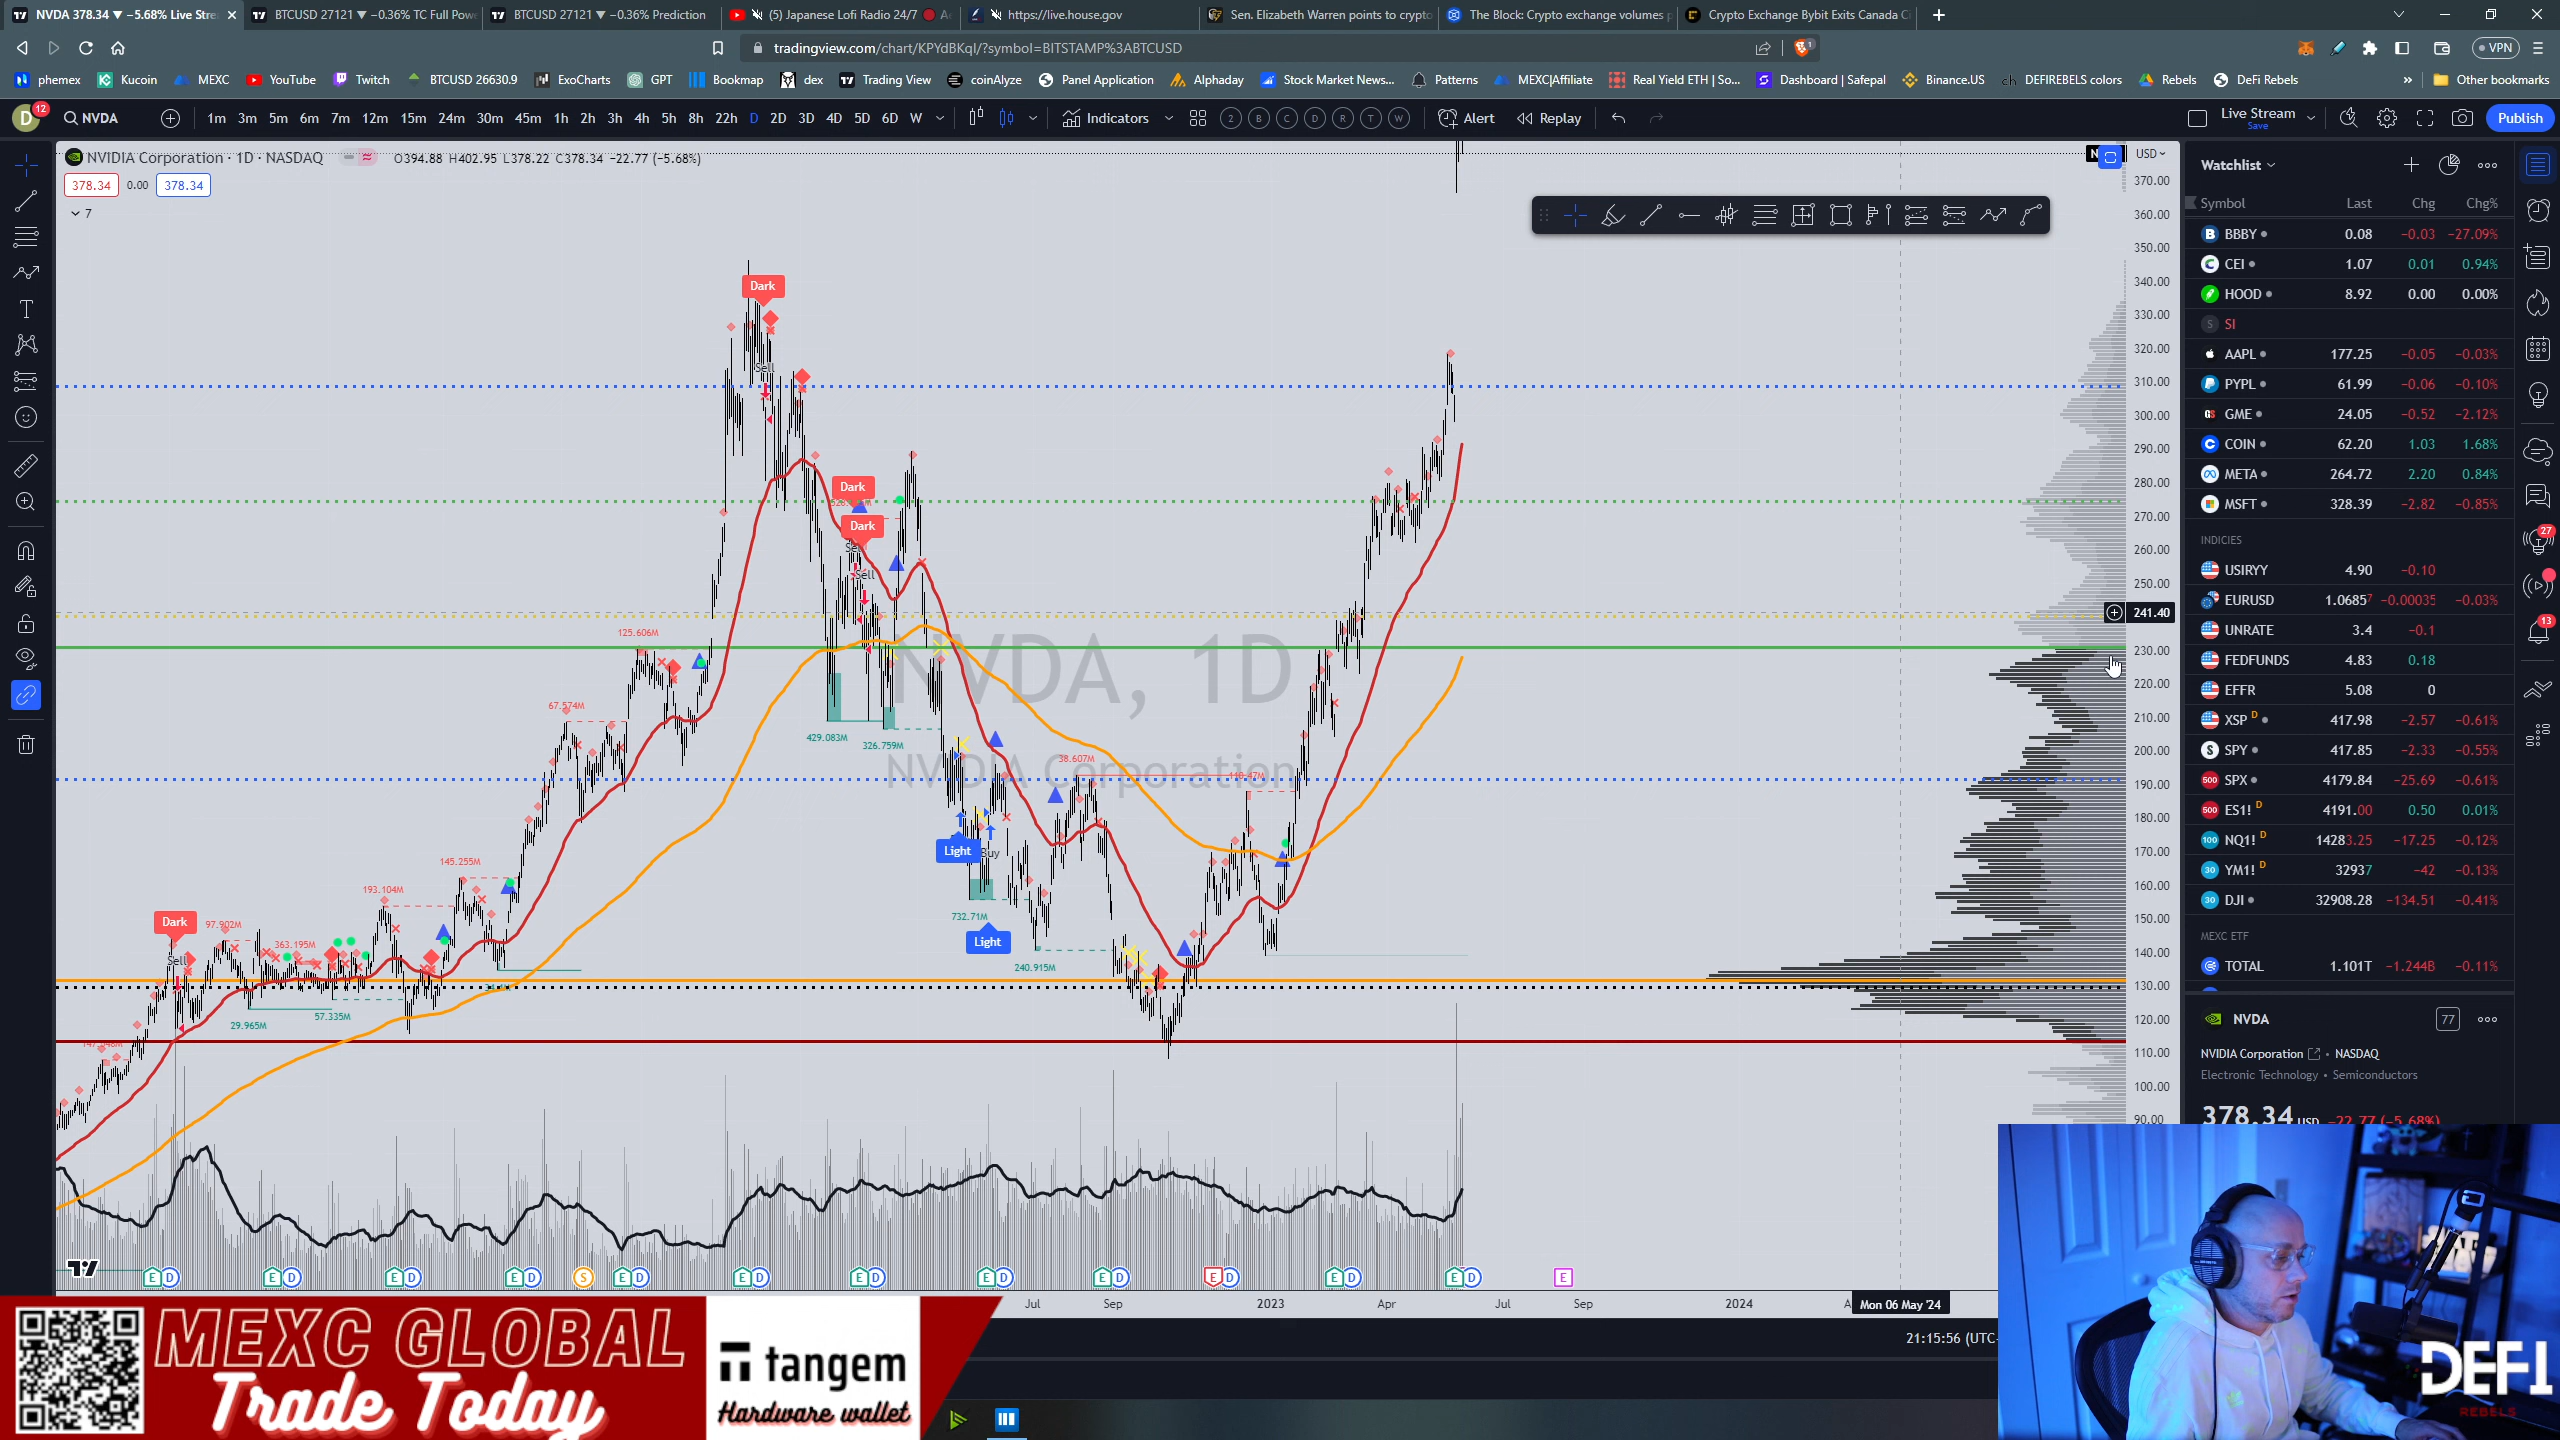 NVDA 378.34 ▼ −5.68% Live Stre
BTCUSD 27121 ▼ −0.36% TC Full Pow
BTCUSD 27121 ▼ −0.36% Prediction
(5) Japanese Lofi Radio 24/7
https://live.house.gov
Sen. Elizabeth Warren points to crypto
The Block: Crypto exchange volumes p
Crypto Exchange Bybit Exits Canada Ci
tradingview.com/chart/KPYdBKql/?symbol=BITSTAMP%3ABTCUSD
VPN
phemex Kucoin MEXC YouTube Twitch BTCUSD 26630.9 ExoCharts GPT Bookmap dex Trading View coinAlyze Panel Application Alphaday Stock Market News... Patterns MEXC|Affiliate Real Yield ETH | So... Dashboard | Safepal Binance.US DEFIREBELS colors Rebels DeFi Rebels » Other bookmarks
D 12 NVDA 1m 3m 5m 6m 7m 12m 15m 24m 30m 45m 1h 2h 3h 4h 5h 8h 22h D 2D 3D 4D 5D 6D W Indicators 2 B C D R T W Alert Replay Live Stream Save Publish
NVIDIA Corporation · 1D · NASDAQ O394.88 H402.95 L378.22 C378.34 −22.77 (−5.68%)
378.34 0.00 378.34
7
USD
370.00
360.00
350.00
340.00
330.00
320.00
310.00
300.00
290.00
280.00
270.00
260.00
250.00
241.40
230.00
220.00
210.00
200.00
190.00
180.00
170.00
160.00
150.00
140.00
130.00
120.00
110.00
100.00
90.00
NVDA, 1D
NVIDIA Corporation
Dark
Sell
Dark
Dark
Sell
125.606M
67.574M
429.083M
326.759M
38.607M
145.255M
193.104M
Light
Buy
732.71M
Light
240.915M
Dark
97.902M
Sell
363.195M
29.965M
57.335M
E D E D E D E D S E D E D E D E D E D E D E D E D E
Jul Sep 2023 Apr Jul Sep 2024 Mon 06 May '24
21:15:56 (UTC-
Watchlist
Symbol Last Chg Chg%
BBBY 0.08 −0.03 −27.09%
CEI 1.07 0.01 0.94%
HOOD 8.92 0.00 0.00%
SI
AAPL 177.25 −0.05 −0.03%
PYPL 61.99 −0.06 −0.10%
GME 24.05 −0.52 −2.12%
COIN 62.20 1.03 1.68%
META 264.72 2.20 0.84%
MSFT 328.39 −2.82 −0.85%
INDICIES
USIRYY 4.90 −0.10
EURUSD 1.06857 −0.00035 −0.03%
UNRATE 3.4 −0.1
FEDFUNDS 4.83 0.18
EFFR 5.08 0
XSP D 417.98 −2.57 −0.61%
SPY 417.85 −2.33 −0.55%
SPX 4179.84 −25.69 −0.61%
ES1! D 4191.00 0.50 0.01%
NQ1! D 14283.25 −17.25 −0.12%
YM1! D 32937 −42 −0.13%
DJI 32908.28 −134.51 −0.41%
MEXC ETF
TOTAL 1.101T −1.244B −0.11%
NVDA 77
NVIDIA Corporation • NASDAQ
Electronic Technology • Semiconductors
378.34 USD −22.77 (−5.68%)
27
13
MEXC GLOBAL
Trade Today
tangem
Hardware wallet
DEFI
REBELS